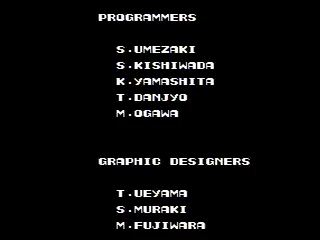 PROGRAMMERS
S.UMEZAKI
S.KISHIWADA
K.YAMASHITA
T.DANJYO
M.OGAWA
GRAPHIC DESIGNERS
T.UEYAMA
S.MURAKI
M.FUJIWARA